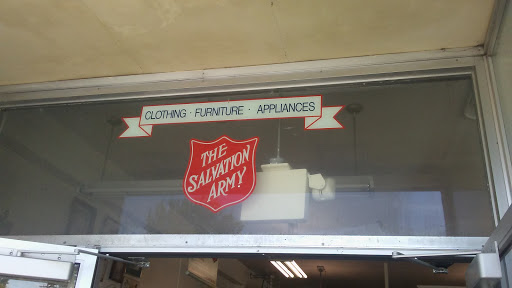 CLOTHING · FURNITURE · APPLIANCES
THE
SALVATION
ARMY